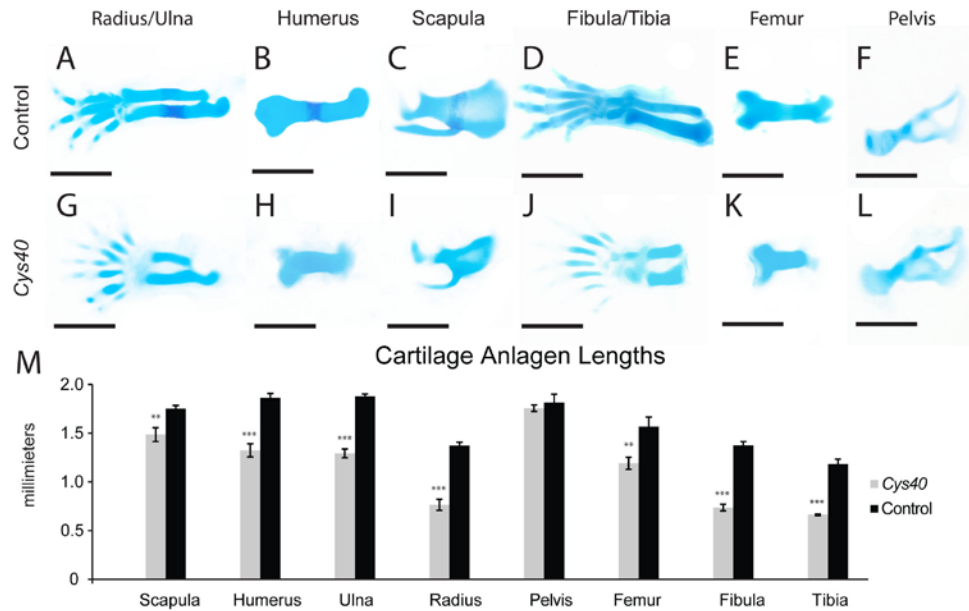 Radius/Ulna Humerus Scapula Fibula/Tibia Femur Pelvis
A B C D E F
Control
G H I J K L
Cys40
M Cartilage Anlagen Lengths
2.0
1.5
1.0
0.5
0
millimieters
** *** *** *** ** *** ***
Cys40
Control
Scapula Humerus Ulna Radius Pelvis Femur Fibula Tibia